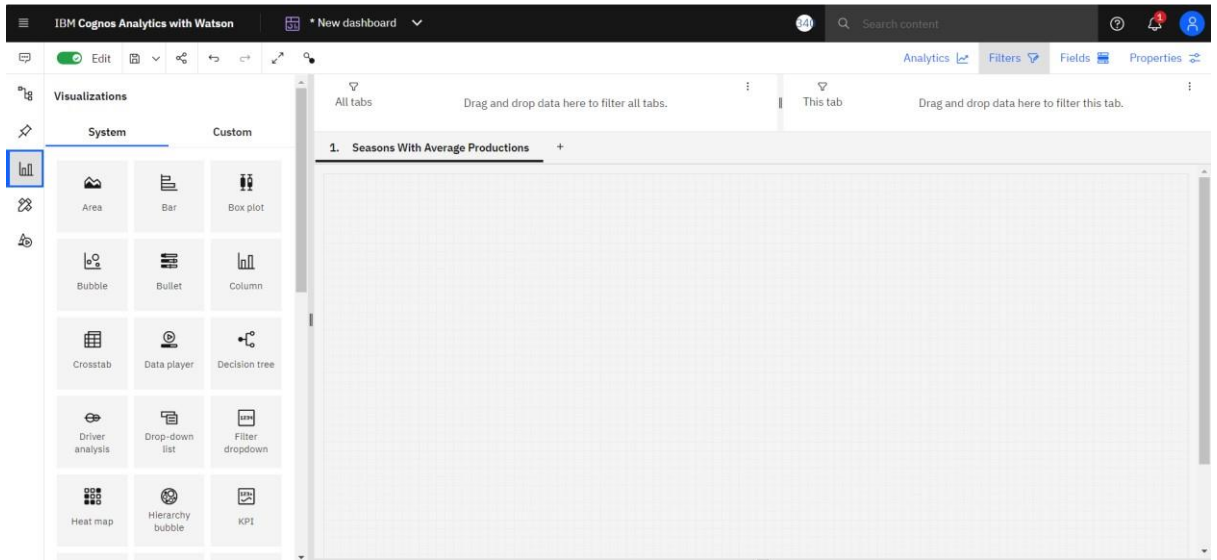 IBM Cognos Analytics with Watson
* New dashboard
Search content
1
Edit
Analytics
Filters
Fields
Properties
Visualizations
System
Custom
Area
Bar
Box plot
Bubble
Bullet
Column
Crosstab
Data player
Decision tree
Driver
analysis
Drop-down
list
Filter
dropdown
Heat map
Hierarchy
bubble
KPI
All tabs
Drag and drop data here to filter all tabs.
This tab
Drag and drop data here to filter this tab.
1. Seasons With Average Productions +